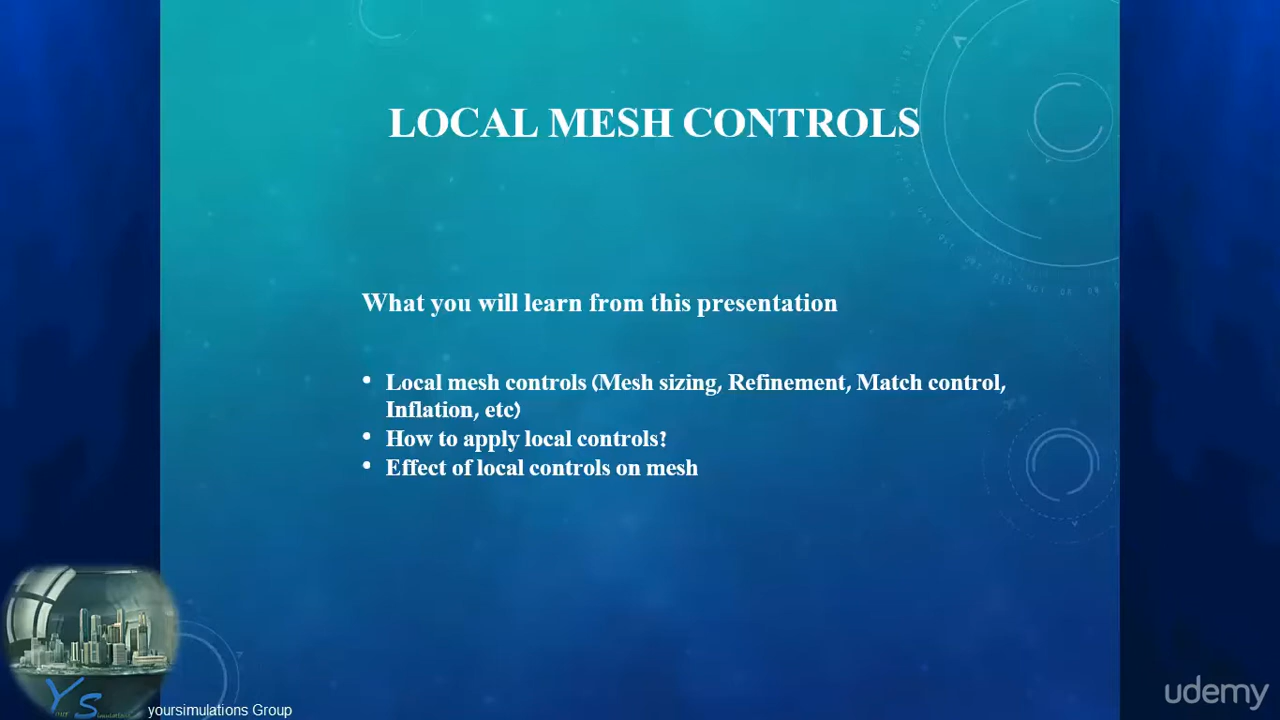 LOCAL MESH CONTROLS
What you will learn from this presentation
• Local mesh controls (Mesh sizing, Refinement, Match control,
Inflation, etc)
• How to apply local controls?
• Effect of local controls on mesh
YS
yoursimulations Group
udemy